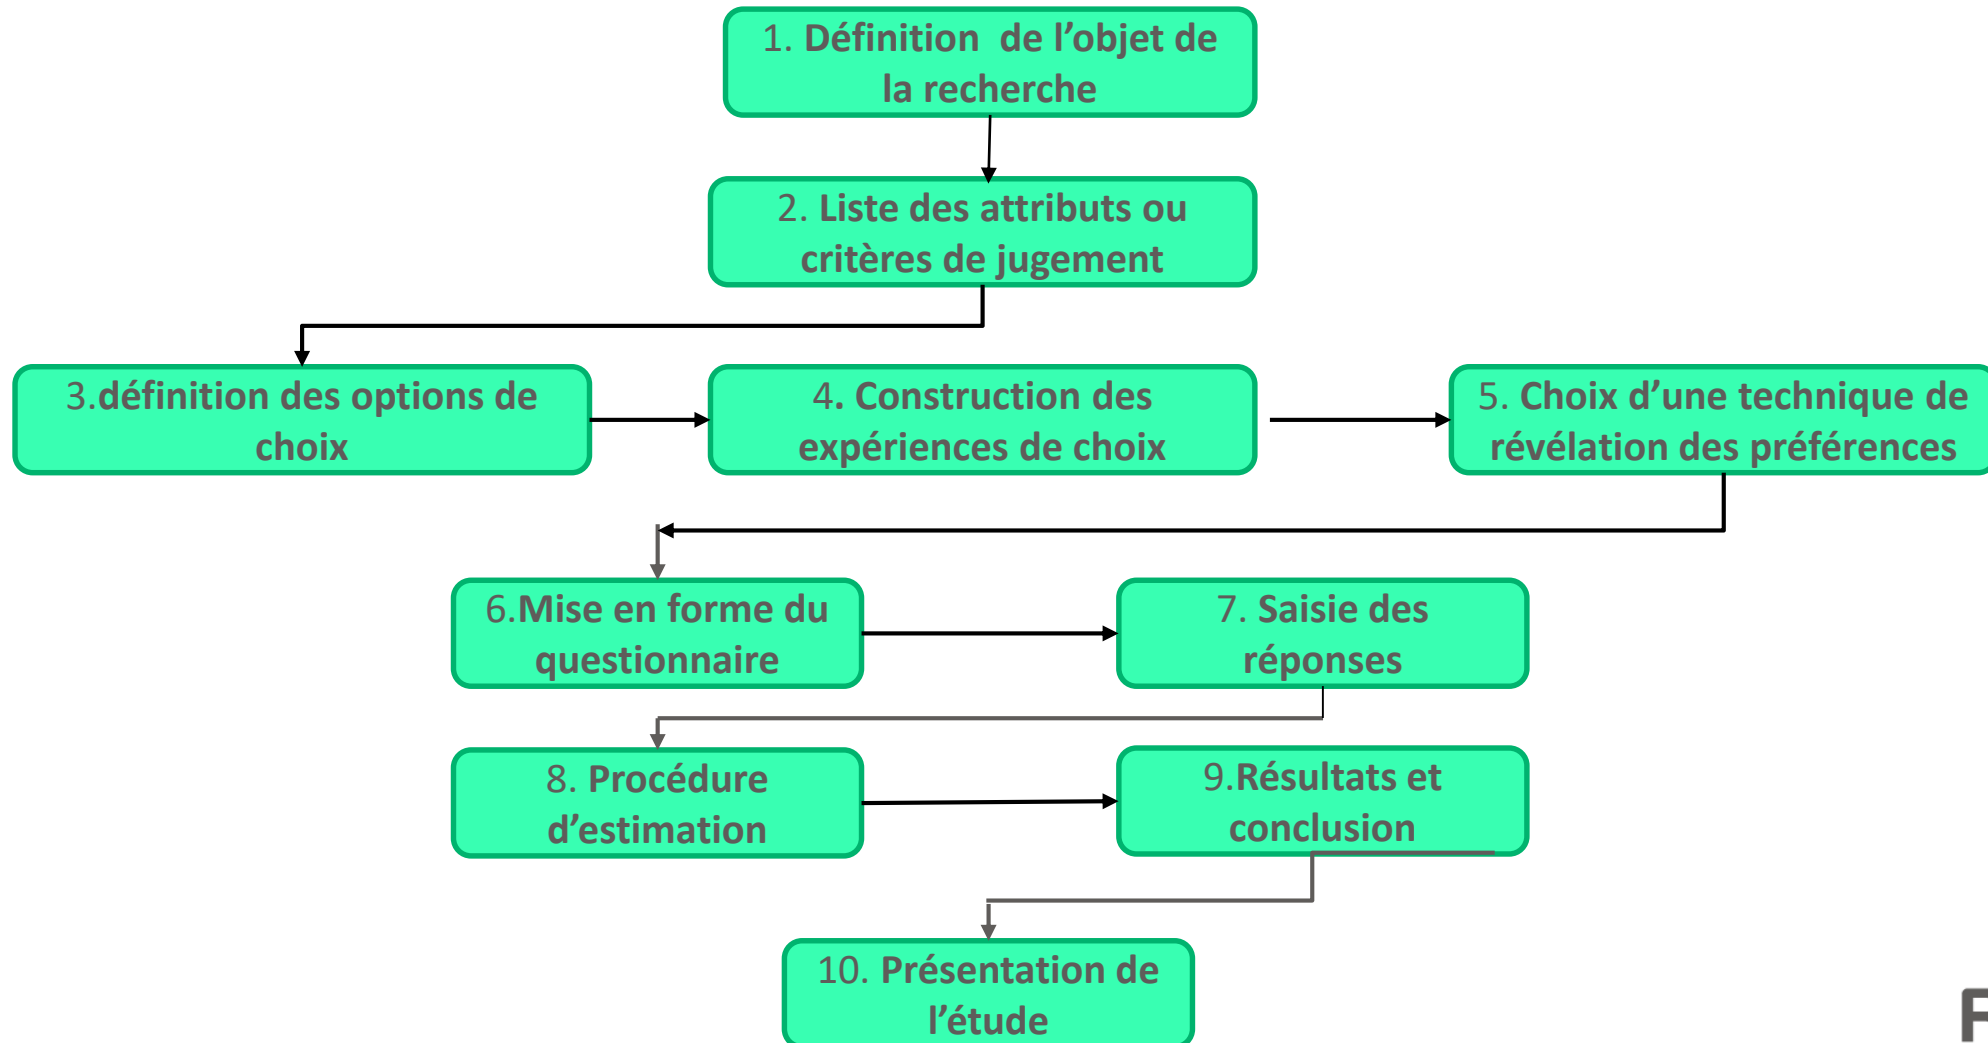 1. Définition de l’objet de
la recherche
2. Liste des attributs ou
critères de jugement
3.définition des options de
choix
4. Construction des
expériences de choix
5. Choix d’une technique de
révélation des préférences
6.Mise en forme du
questionnaire
7. Saisie des
réponses
8. Procédure
d’estimation
9.Résultats et
conclusion
10. Présentation de
l’étude